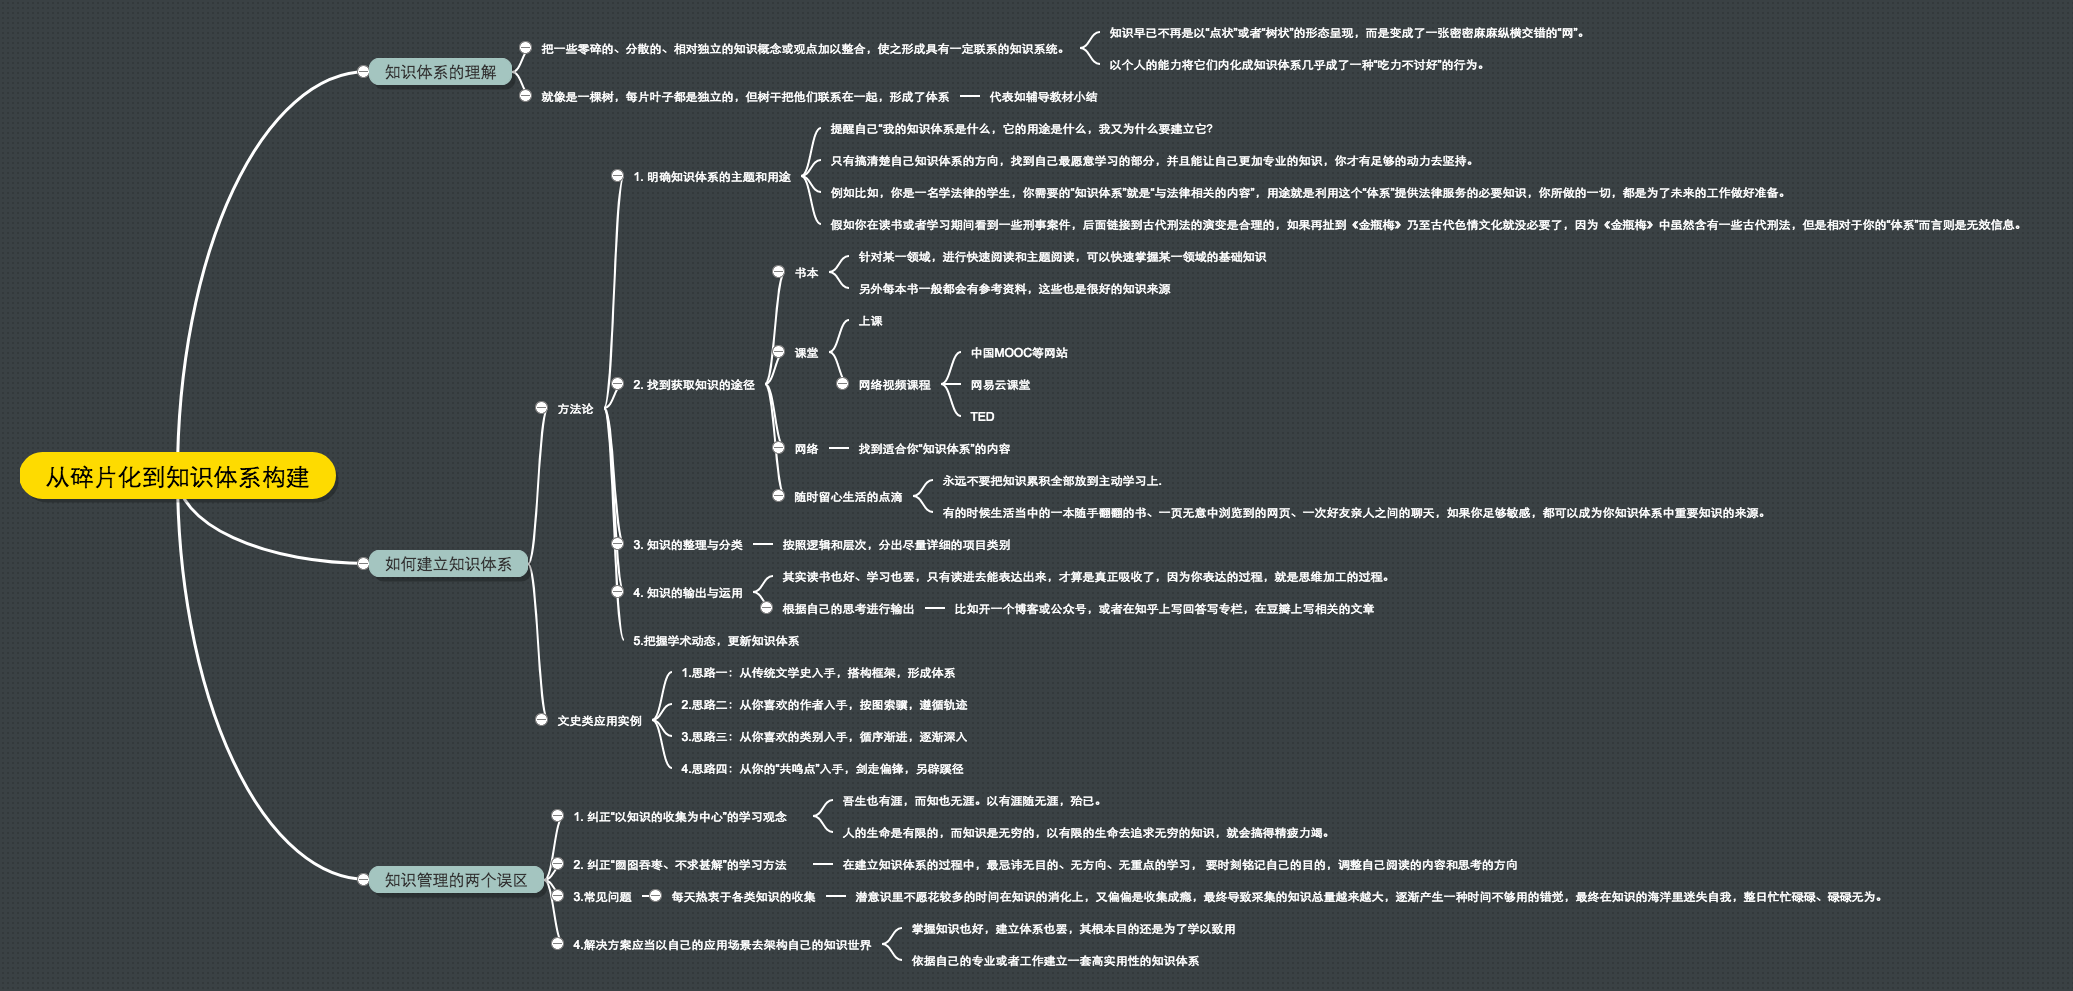 从碎片化到知识体系构建
知识体系的理解
把一些零碎的、分散的、相对独立的知识概念或观点加以整合，使之形成具有一定联系的知识系统。
知识早已不再是以“点状”或者“树状”的形态呈现，而是变成了一张密密麻麻纵横交错的“网”。
以个人的能力将它们内化成知识体系几乎成了一种“吃力不讨好”的行为。
就像是一棵树，每片叶子都是独立的，但树干把他们联系在一起，形成了体系
代表如辅导教材小结
如何建立知识体系
方法论
1. 明确知识体系的主题和用途
提醒自己“我的知识体系是什么，它的用途是什么，我又为什么要建立它？
只有搞清楚自己知识体系的方向，找到自己最愿意学习的部分，并且能让自己更加专业的知识，你才有足够的动力去坚持。
例如比如，你是一名学法律的学生，你需要的“知识体系”就是“与法律相关的内容”，用途就是利用这个“体系”提供法律服务的必要知识，你所做的一切，都是为了未来的工作做好准备。
假如你在读书或者学习期间看到一些刑事案件，后面链接到古代刑法的演变是合理的，如果再扯到《金瓶梅》乃至古代色情文化就没必要了，因为《金瓶梅》中虽然含有一些古代刑法，但是相对于你的“体系”而言则是无效信息。
2. 找到获取知识的途径
书本
针对某一领域，进行快速阅读和主题阅读，可以快速掌握某一领域的基础知识
另外每本书一般都会有参考资料，这些也是很好的知识来源
课堂
上课
网络视频课程
中国MOOC等网站
网易云课堂
TED
网络
找到适合你“知识体系”的内容
随时留心生活的点滴
永远不要把知识累积全部放到主动学习上.
有的时候生活当中的一本随手翻翻的书、一页无意中浏览到的网页、一次好友亲人之间的聊天，如果你足够敏感，都可以成为你知识体系中重要知识的来源。
3. 知识的整理与分类
按照逻辑和层次，分出尽量详细的项目类别
4. 知识的输出与运用
其实读书也好、学习也罢，只有读进去能表达出来，才算是真正吸收了，因为你表达的过程，就是思维加工的过程。
根据自己的思考进行输出
比如开一个博客或公众号，或者在知乎上写回答写专栏，在豆瓣上写相关的文章
5.把握学术动态，更新知识体系
文史类应用实例
1.思路一：从传统文学史入手，搭构框架，形成体系
2.思路二：从你喜欢的作者入手，按图索骥，遵循轨迹
3.思路三：从你喜欢的类别入手，循序渐进，逐渐深入
4.思路四：从你的“共鸣点”入手，剑走偏锋，另辟蹊径
知识管理的两个误区
1. 纠正“以知识的收集为中心”的学习观念
吾生也有涯，而知也无涯。以有涯随无涯，殆已。
人的生命是有限的，而知识是无穷的，以有限的生命去追求无穷的知识，就会搞得精疲力竭。
2. 纠正“囫囵吞枣、不求甚解”的学习方法
在建立知识体系的过程中，最忌讳无目的、无方向、无重点的学习， 要时刻铭记自己的目的，调整自己阅读的内容和思考的方向
3.常见问题
每天热衷于各类知识的收集
潜意识里不愿花较多的时间在知识的消化上，又偏偏是收集成瘾，最终导致采集的知识总量越来越大，逐渐产生一种时间不够用的错觉，最终在知识的海洋里迷失自我，整日忙忙碌碌、碌碌无为。
4.解决方案应当以自己的应用场景去架构自己的知识世界
掌握知识也好，建立体系也罢，其根本目的还是为了学以致用
依据自己的专业或者工作建立一套高实用性的知识体系